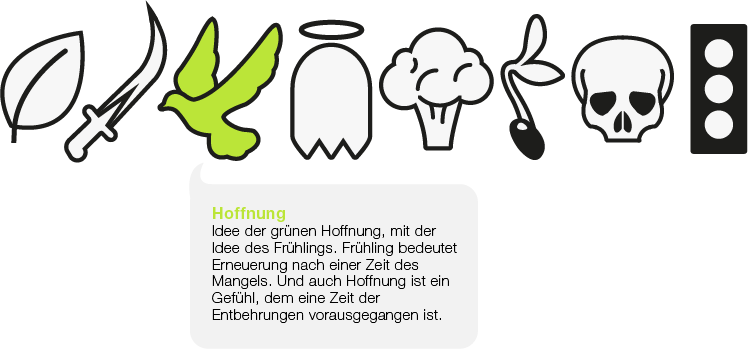 Hoffnung
Idee der grünen Hoffnung, mit der
Idee des Frühlings. Frühling bedeutet
Erneuerung nach einer Zeit des
Mangels. Und auch Hoffnung ist ein
Gefühl, dem eine Zeit der
Entbehrungen vorausgegangen ist.